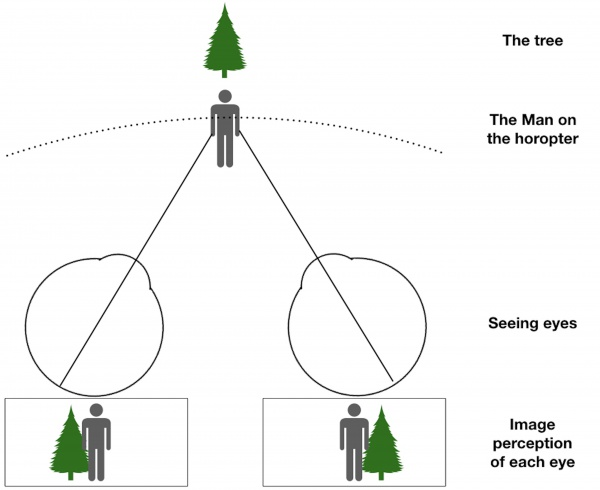 The tree
The Man on
the horopter
Seeing eyes
Image
perception
of each eye